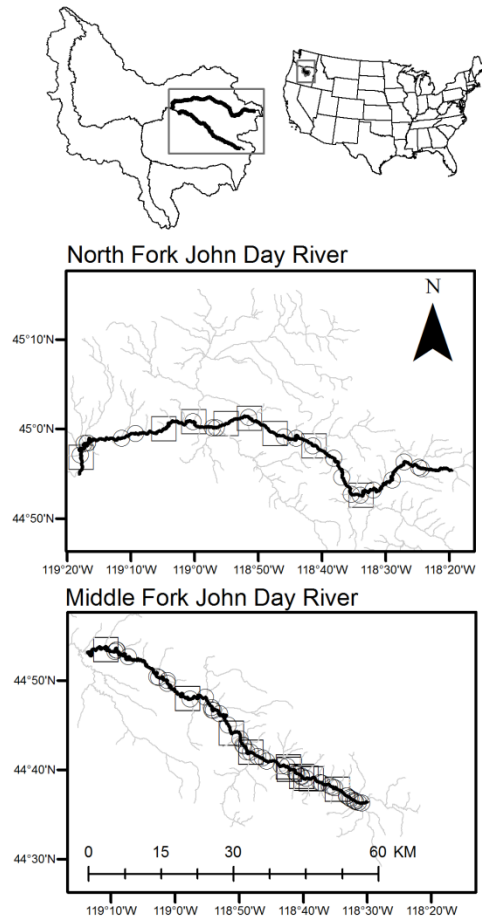 North Fork John Day River
N
45°10'N
45°0'N
44°50'N
119°20'W 119°10'W 119°0'W 118°50'W 118°40'W 118°30'W 118°20'W
Middle Fork John Day River
44°50'N
44°40'N
44°30'N
0 15 30 60 KM
119°10'W 119°0'W 118°50'W 118°40'W 118°30'W 118°20'W